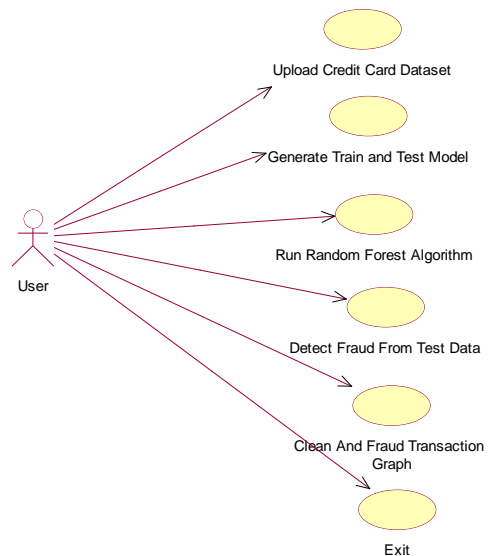 Upload Credit Card Dataset
Generate Train and Test Model
Run Random Forest Algorithm
User
Detect Fraud From Test Data
Clean And Fraud Transaction
Graph
Exit